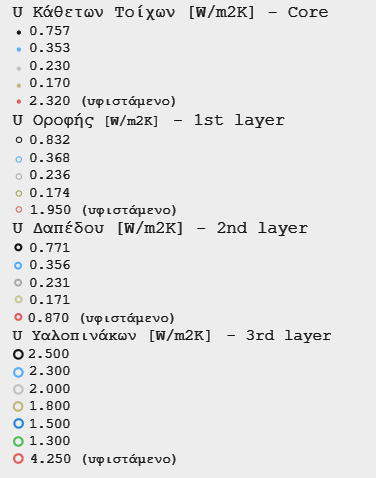 U Κάθετων Τοίχων [W/m2K] – Core
0.757
0.353
0.230
0.170
2.320 (υφιστάμενο)
U Οροφής [W/m2K] – 1st layer
0.832
0.368
0.236
0.174
1.950 (υφιστάμενο)
U Δαπέδου [W/m2K] – 2nd layer
0.771
0.356
0.231
0.171
0.870 (υφιστάμενο)
U Υαλοπινάκων [W/m2K] – 3rd layer
2.500
2.300
2.000
1.800
1.500
1.300
4.250 (υφιστάμενο)